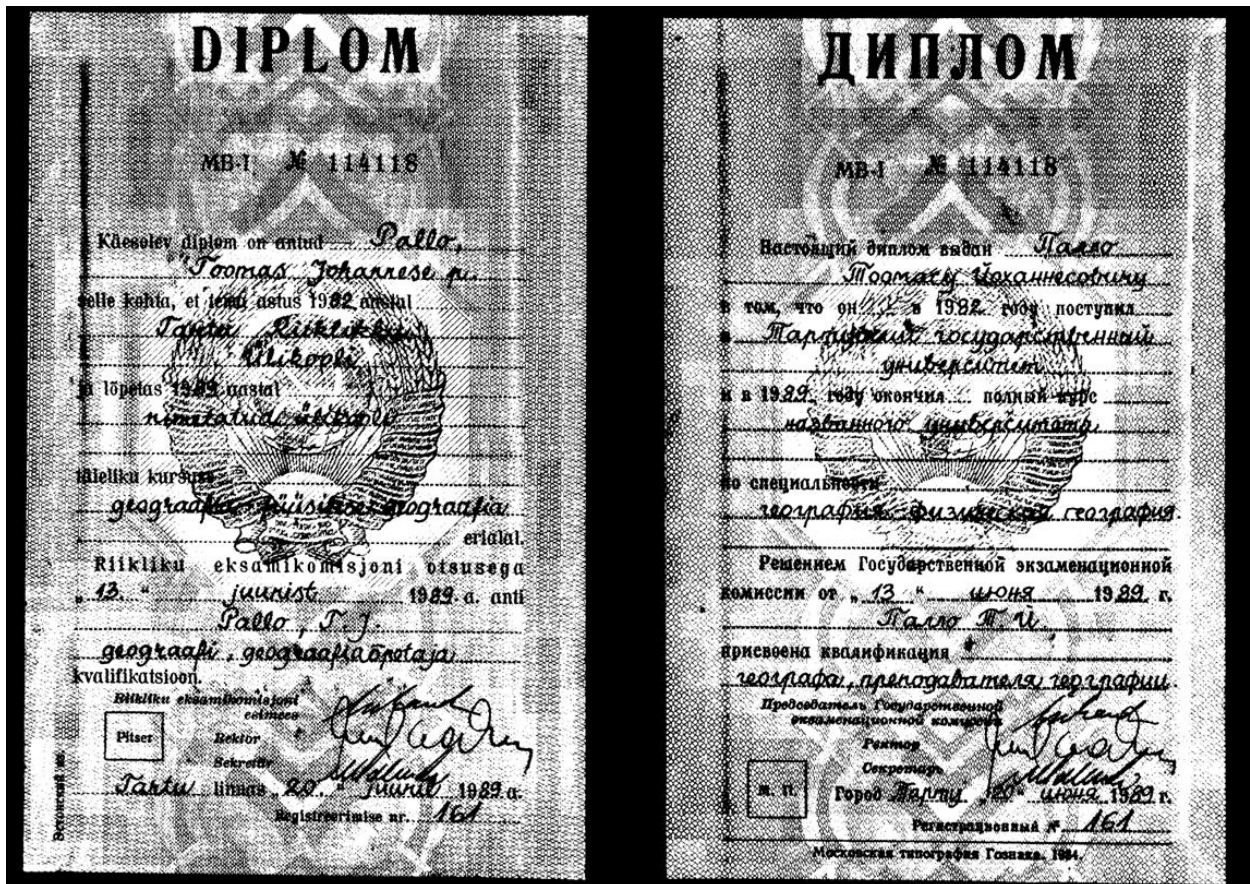 DIPLOM
MB-I № 114118
Käesolev diplom on antud Pallo,
Toomas Johannese p.
selle kohta, et tema astus 1982 aastal
Tartu Riiklikku
Ülikooli
ja lõpetas 1989 aastal
nimetatud ülikooli
täieliku kursuse
geograafia - füüsilise geograafia
erialal.
Riikliku eksamikomisjoni otsusega
„ 13. “ juunist 1989. a. anti
Pallo, T. J.
geograafi, geograafiaõpetaja
kvalifikatsioon.
Riikliku eksamikomisjoni
esimees
Pitser
Rektor
Sekretär
Tartu linnas „ 20. “ juunil 1989 a.
Registreerimise nr. 161
ДИПЛОМ
МВ-I № 114118
Настоящий диплом выдан Палло
Тоомасу Йоханнесовичу
в том, что он в 1982 году поступил
в Тартуский государственный
университет
и в 1989 году окончил полный курс
названного университета
по специальности
география - физическая география.
Решением Государственной экзаменационной
комиссии от „ 13 “ июня 1989 г.
Палло Т. Й.
присвоена квалификация
географа, преподавателя географии.
Председатель Государственной
экзаменационной комиссии
Ректор
Секретарь
М. П.
Город Тарту „20“ июня 1989 г.
Регистрационный № 161
Московская типография Гознака. 1984.